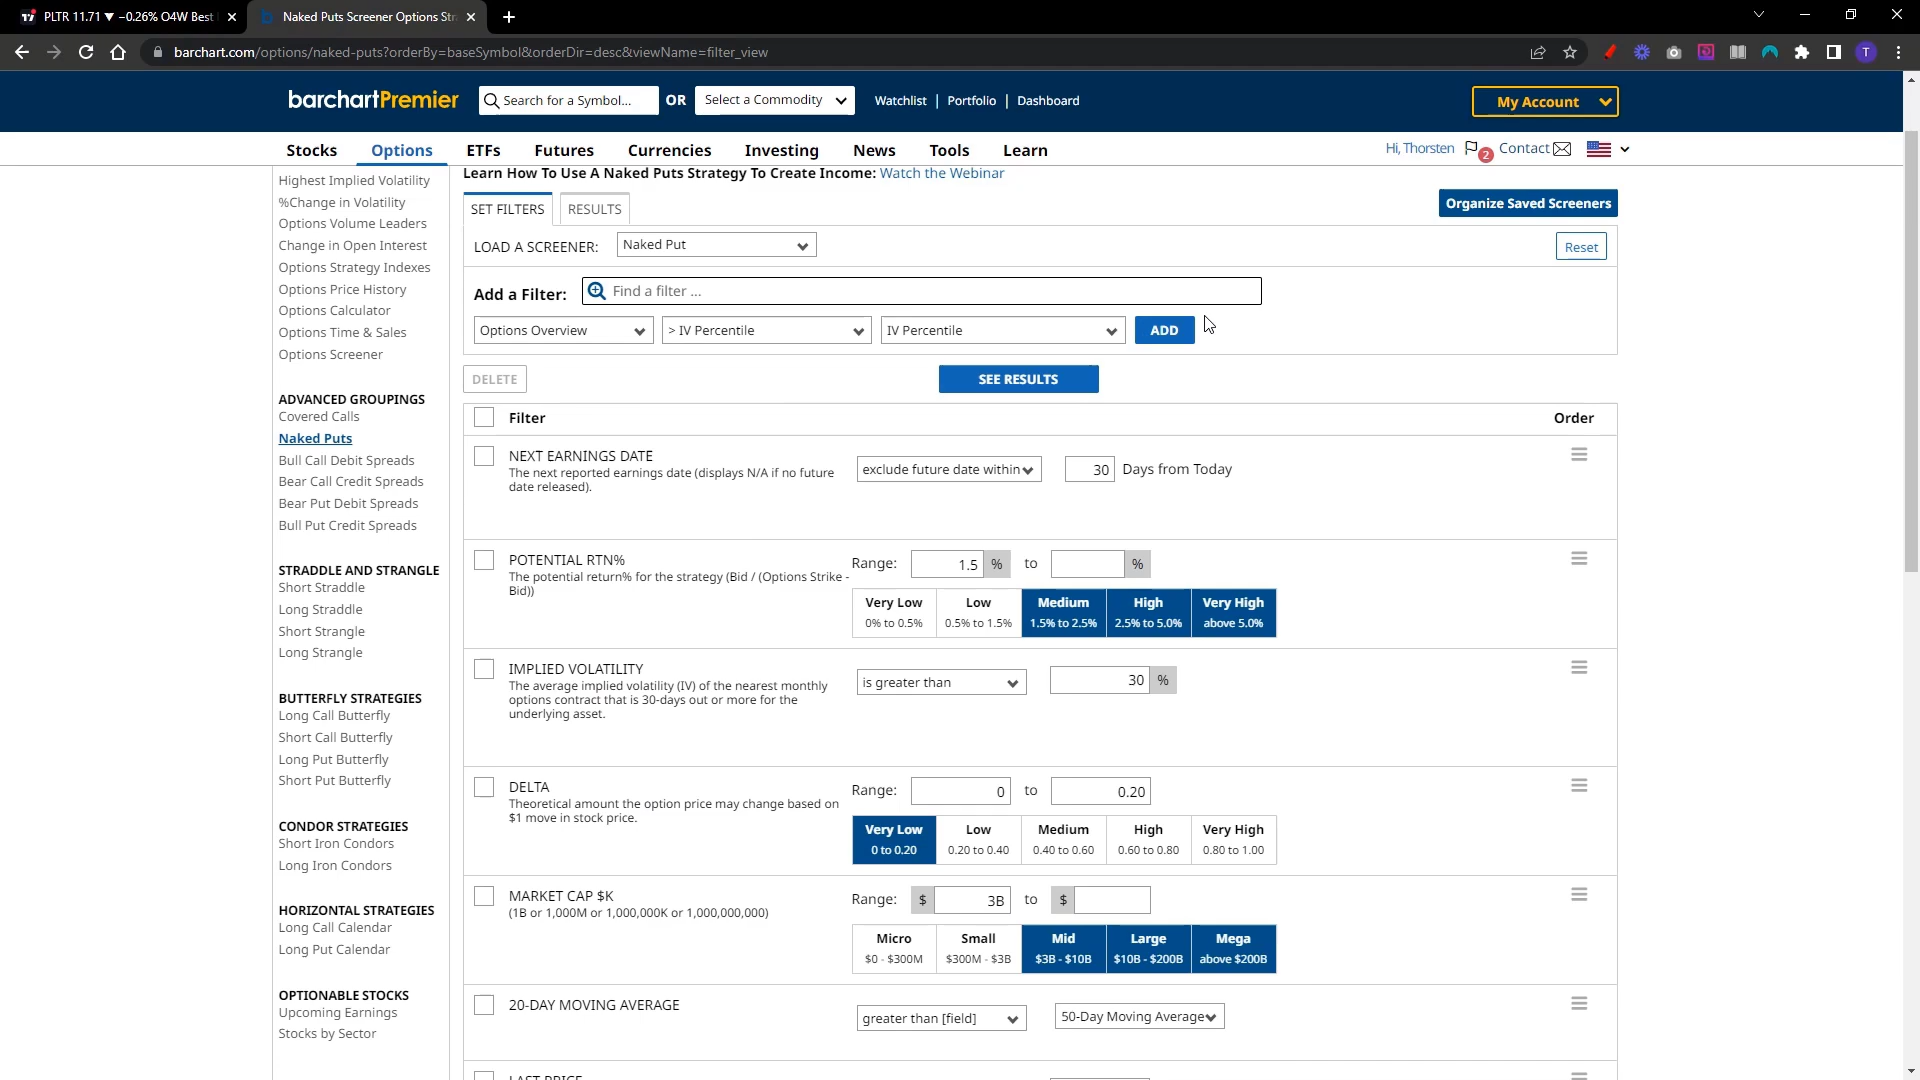 PLTR 11.71 ▼ −0.26% O4W Best
Naked Puts Screener Options Str
barchart.com/options/naked-puts?orderBy=baseSymbol&orderDir=desc&viewName=filter_view
T
barchartPremier
Search for a Symbol...
OR
Select a Commodity
Watchlist | Portfolio | Dashboard
My Account
Stocks
Options
ETFs
Futures
Currencies
Investing
News
Tools
Learn
Hi, Thorsten
2
Contact
Highest Implied Volatility
%Change in Volatility
Options Volume Leaders
Change in Open Interest
Options Strategy Indexes
Options Price History
Options Calculator
Options Time & Sales
Options Screener
ADVANCED GROUPINGS
Covered Calls
Naked Puts
Bull Call Debit Spreads
Bear Call Credit Spreads
Bear Put Debit Spreads
Bull Put Credit Spreads
STRADDLE AND STRANGLE
Short Straddle
Long Straddle
Short Strangle
Long Strangle
BUTTERFLY STRATEGIES
Long Call Butterfly
Short Call Butterfly
Long Put Butterfly
Short Put Butterfly
CONDOR STRATEGIES
Short Iron Condors
Long Iron Condors
HORIZONTAL STRATEGIES
Long Call Calendar
Long Put Calendar
OPTIONABLE STOCKS
Upcoming Earnings
Stocks by Sector
Learn How To Use A Naked Puts Strategy To Create Income: Watch the Webinar
SET FILTERS
RESULTS
Organize Saved Screeners
LOAD A SCREENER:
Naked Put
Reset
Add a Filter:
Find a filter ...
Options Overview
> IV Percentile
IV Percentile
ADD
DELETE
SEE RESULTS
Filter
Order
NEXT EARNINGS DATE
The next reported earnings date (displays N/A if no future
date released).
exclude future date within
30
Days from Today
POTENTIAL RTN%
The potential return% for the strategy (Bid / (Options Strike -
Bid))
Range: 1.5 % to %
Very Low
0% to 0.5%
Low
0.5% to 1.5%
Medium
1.5% to 2.5%
High
2.5% to 5.0%
Very High
above 5.0%
IMPLIED VOLATILITY
The average implied volatility (IV) of the nearest monthly
options contract that is 30-days out or more for the
underlying asset.
is greater than
30 %
DELTA
Theoretical amount the option price may change based on
$1 move in stock price.
Range: 0 to 0.20
Very Low
0 to 0.20
Low
0.20 to 0.40
Medium
0.40 to 0.60
High
0.60 to 0.80
Very High
0.80 to 1.00
MARKET CAP $K
(1B or 1,000M or 1,000,000K or 1,000,000,000)
Range: $ 3B to $
Micro
$0 - $300M
Small
$300M - $3B
Mid
$3B - $10B
Large
$10B - $200B
Mega
above $200B
20-DAY MOVING AVERAGE
greater than [field]
50-Day Moving Average
LAST PRICE